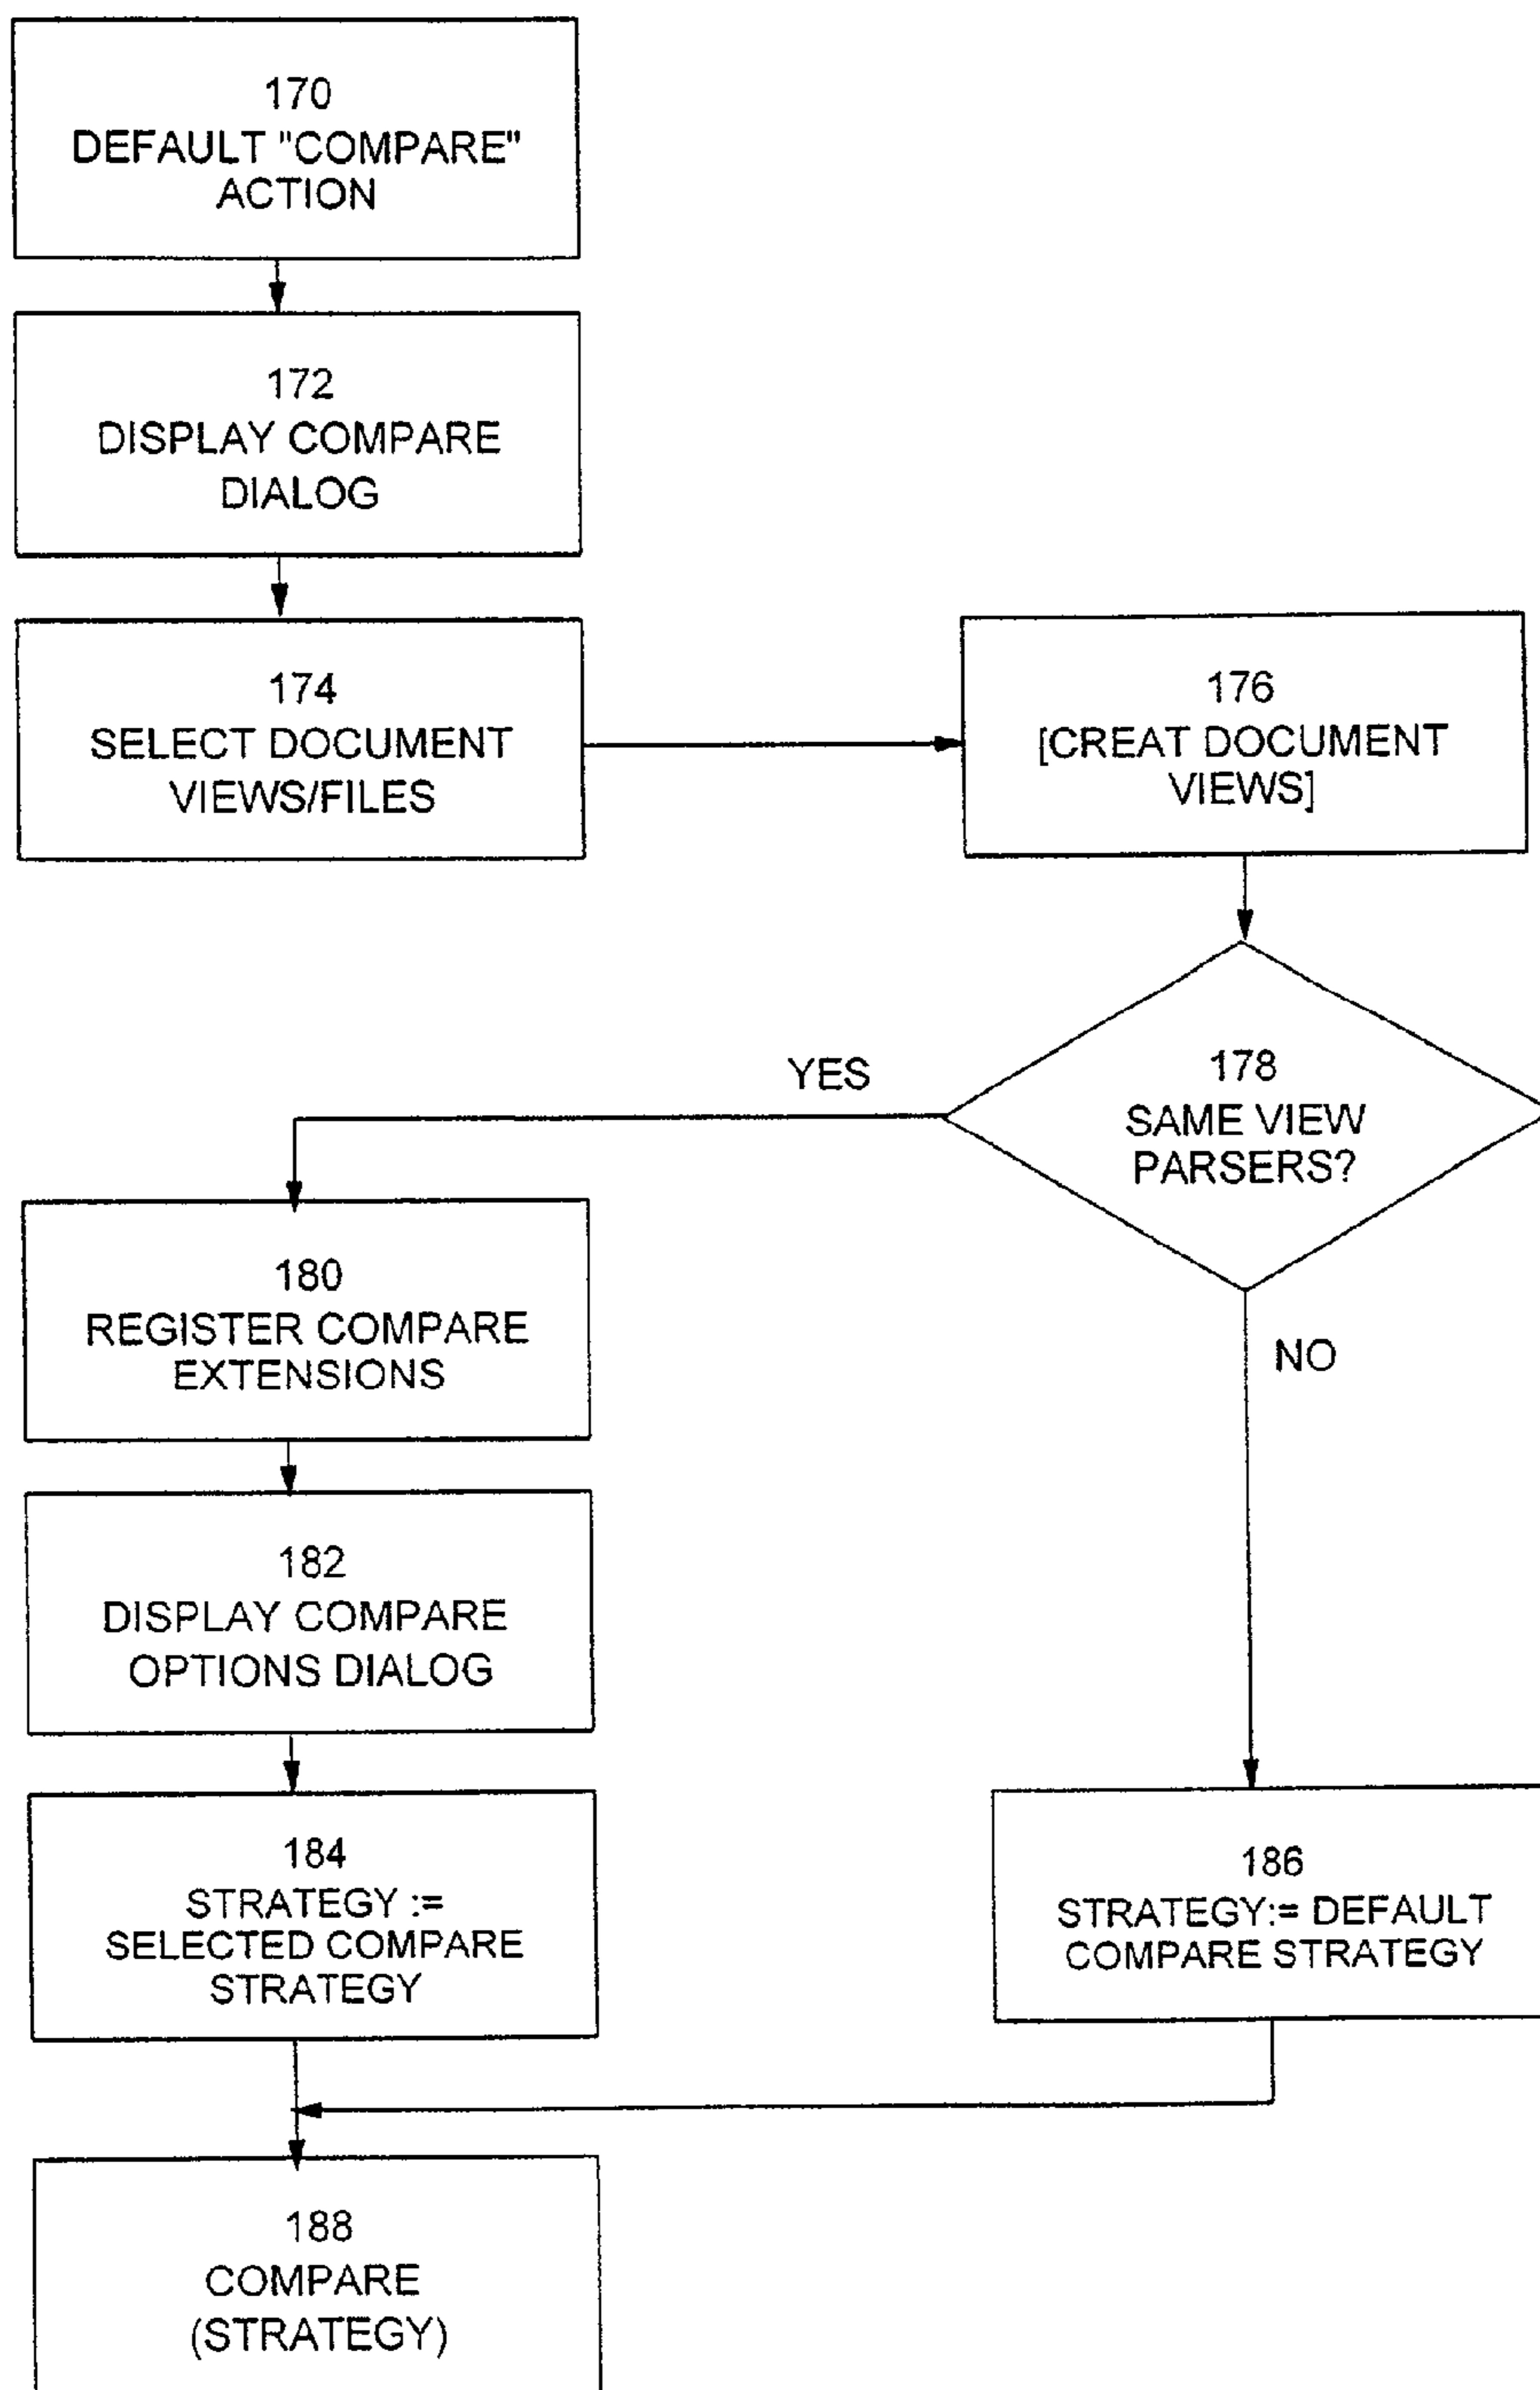 170
DEFAULT "COMPARE"
ACTION
172
DISPLAY COMPARE
DIALOG
174
SELECT DOCUMENT
VIEWS/FILES
176
[CREAT DOCUMENT
VIEWS]
178
SAME VIEW
PARSERS?
YES
NO
180
REGISTER COMPARE
EXTENSIONS
182
DISPLAY COMPARE
OPTIONS DIALOG
184
STRATEGY :=
SELECTED COMPARE
STRATEGY
186
STRATEGY:= DEFAULT
COMPARE STRATEGY
188
COMPARE
(STRATEGY)